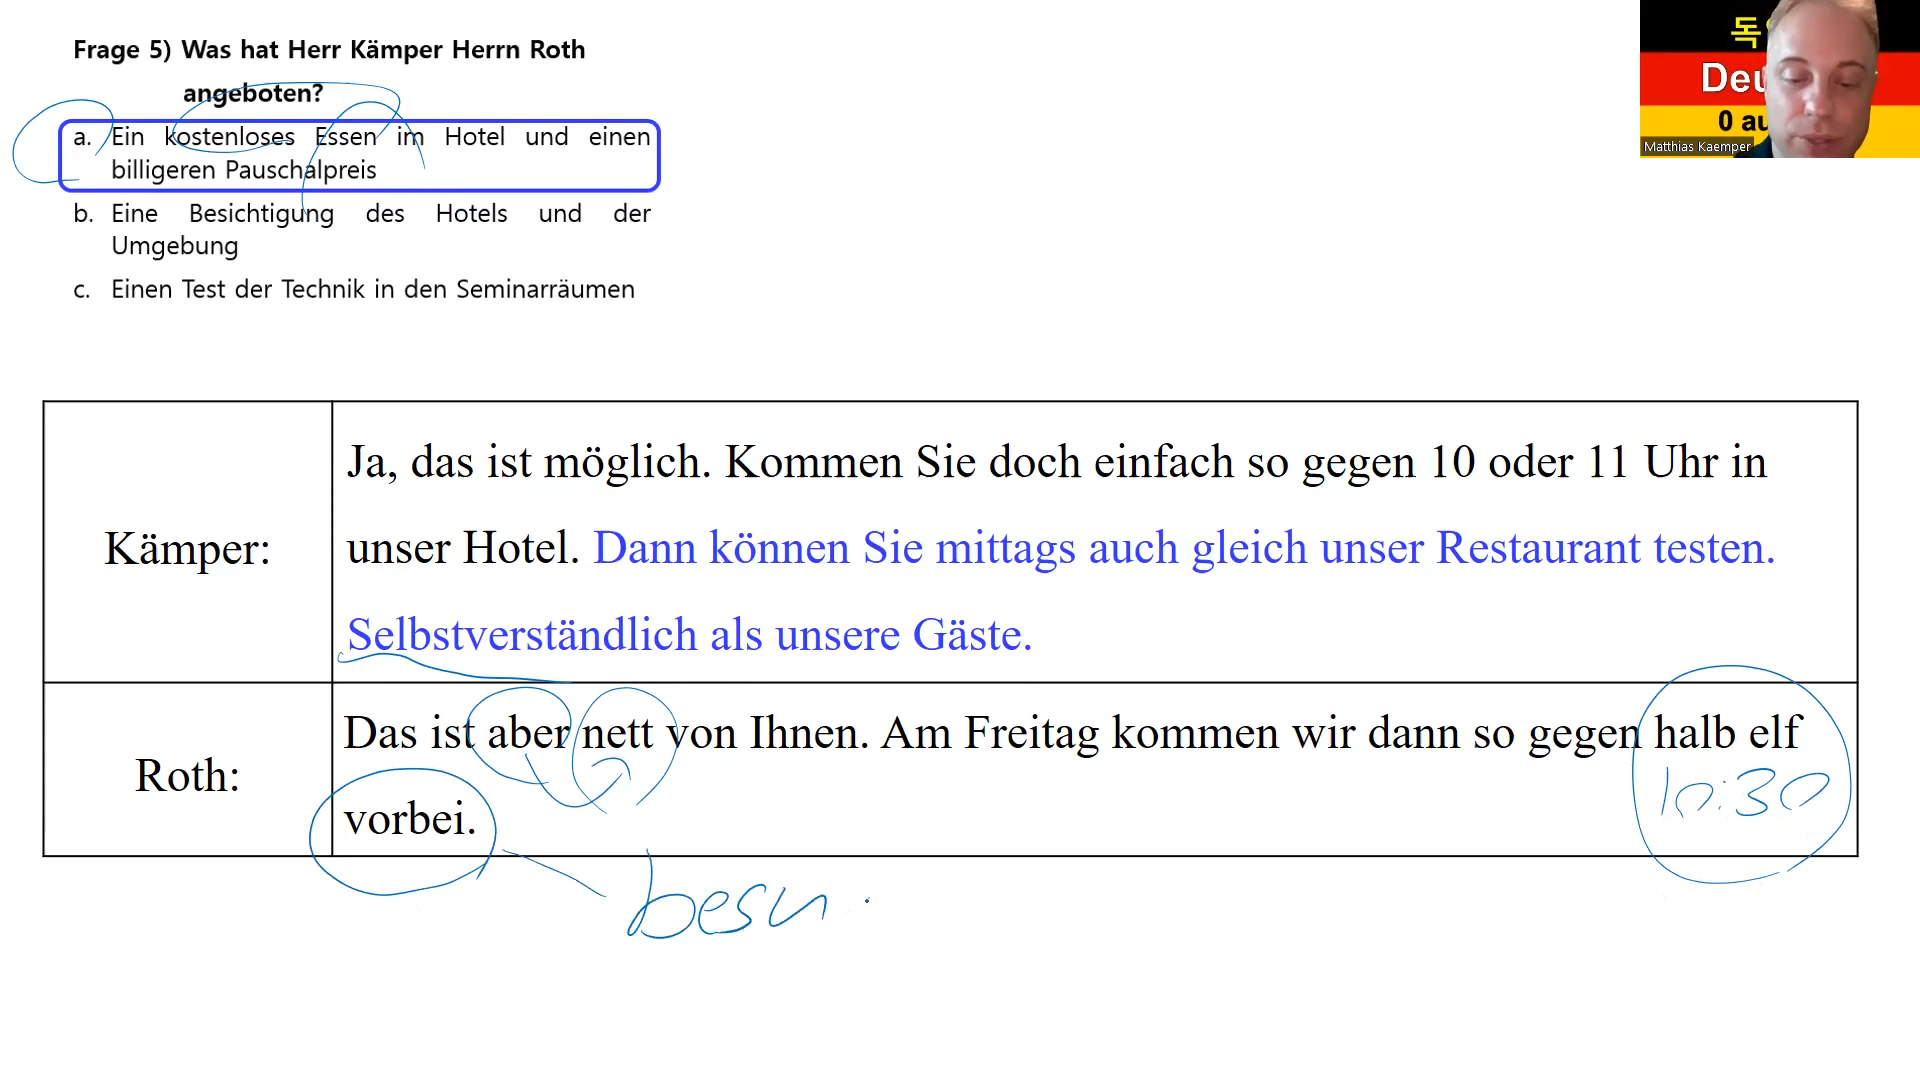 Frage 5) Was hat Herr Kämper Herrn Roth
angeboten?
a. Ein kostenloses Essen im Hotel und einen
billigeren Pauschalpreis
b. Eine Besichtigung des Hotels und der
Umgebung
c. Einen Test der Technik in den Seminarräumen
독
Deu
0 au
Matthias Kaemper
Kämper:
Ja, das ist möglich. Kommen Sie doch einfach so gegen 10 oder 11 Uhr in
unser Hotel. Dann können Sie mittags auch gleich unser Restaurant testen.
Selbstverständlich als unsere Gäste.
Roth:
Das ist aber nett von Ihnen. Am Freitag kommen wir dann so gegen halb elf
10:30
vorbei.
besu